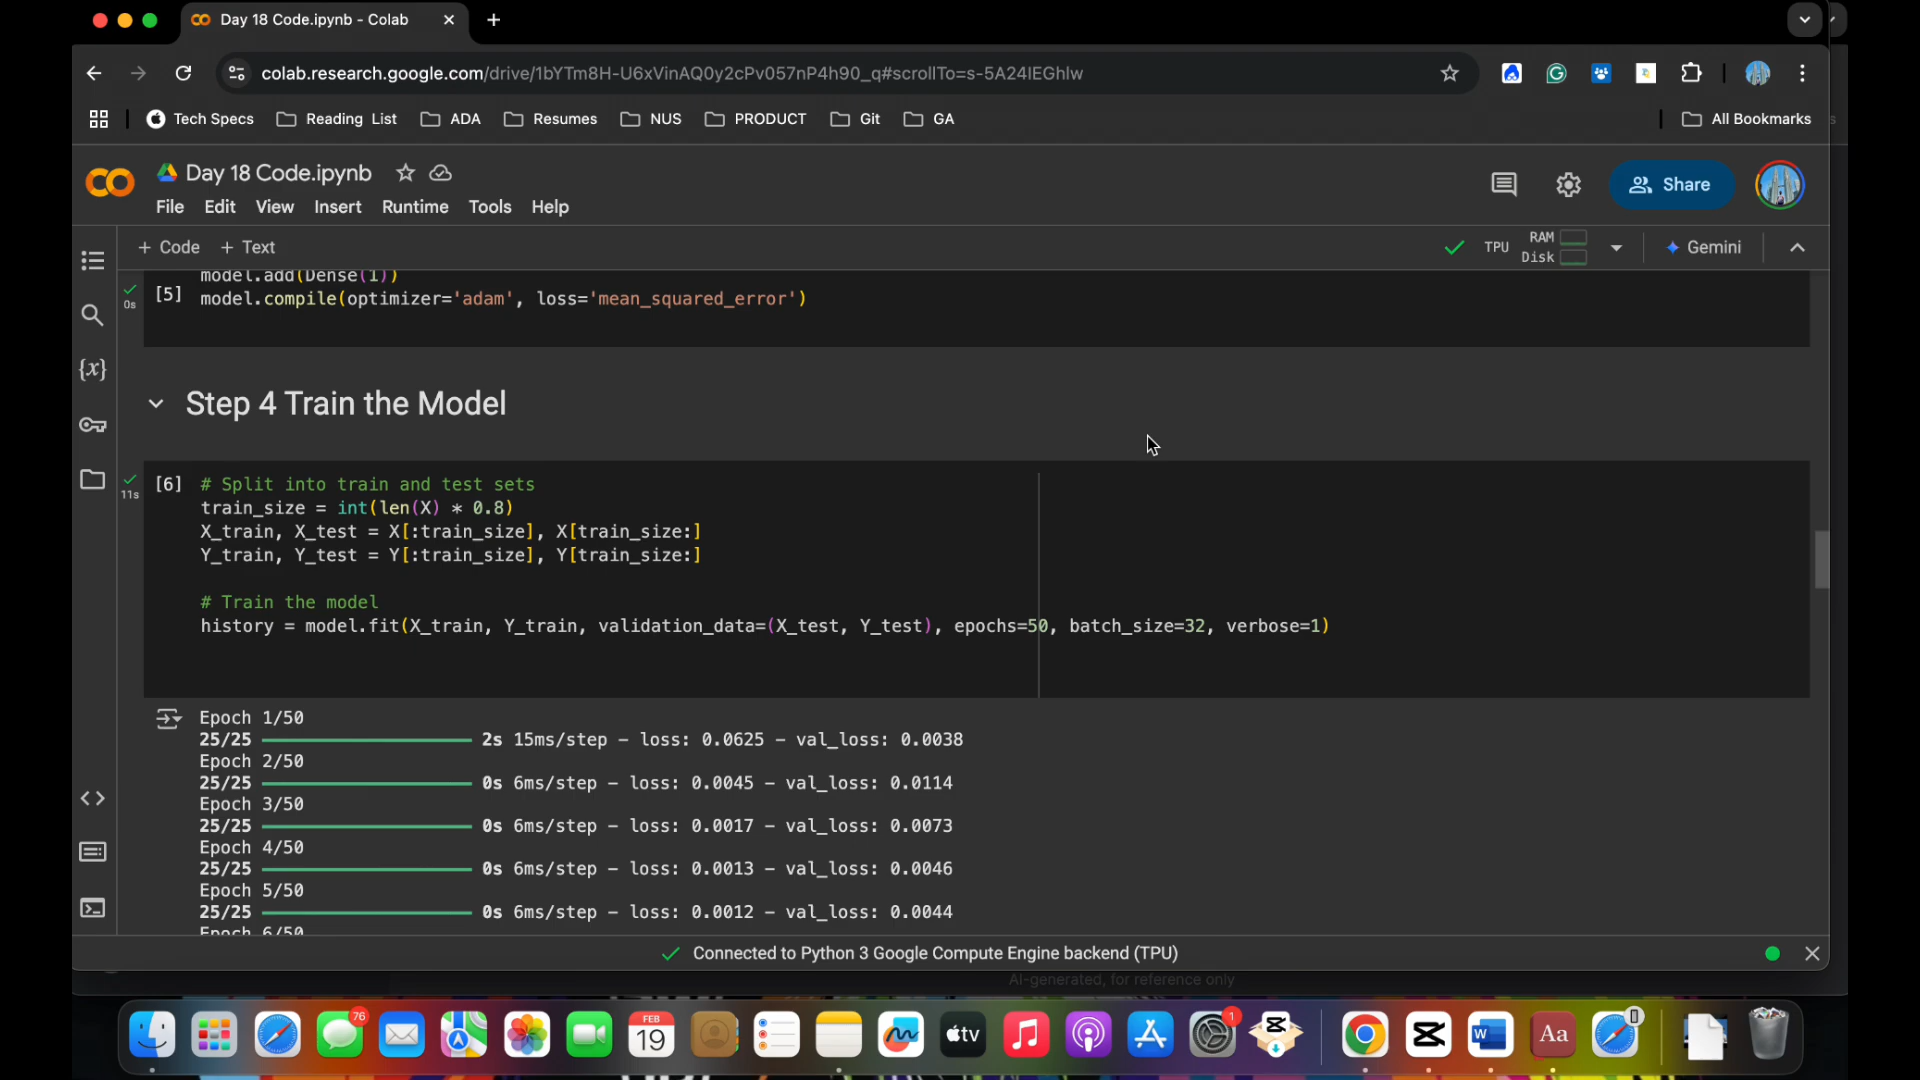 Day 18 Code.ipynb - Colab
colab.research.google.com/drive/1bYTm8H-U6xVinAQ0y2cPv057nP4h90_q#scrollTo=s-5A24IEGhlw
Tech Specs Reading List ADA Resumes NUS PRODUCT Git GA All Bookmarks
Day 18 Code.ipynb
File Edit View Insert Runtime Tools Help
Share
+ Code + Text
TPU RAM Disk Gemini
model.add(Dense(1))
[5] model.compile(optimizer='adam', loss='mean_squared_error')
0s
Step 4 Train the Model
[6] # Split into train and test sets
11s
train_size = int(len(X) * 0.8)
X_train, X_test = X[:train_size], X[train_size:]
Y_train, Y_test = Y[:train_size], Y[train_size:]
# Train the model
history = model.fit(X_train, Y_train, validation_data=(X_test, Y_test), epochs=50, batch_size=32, verbose=1)
Epoch 1/50
25/25 2s 15ms/step - loss: 0.0625 - val_loss: 0.0038
Epoch 2/50
25/25 0s 6ms/step - loss: 0.0045 - val_loss: 0.0114
Epoch 3/50
25/25 0s 6ms/step - loss: 0.0017 - val_loss: 0.0073
Epoch 4/50
25/25 0s 6ms/step - loss: 0.0013 - val_loss: 0.0046
Epoch 5/50
25/25 0s 6ms/step - loss: 0.0012 - val_loss: 0.0044
Epoch 6/50
Connected to Python 3 Google Compute Engine backend (TPU)
AI-generated, for reference only
76
FEB
19
tv
1
W
Aa